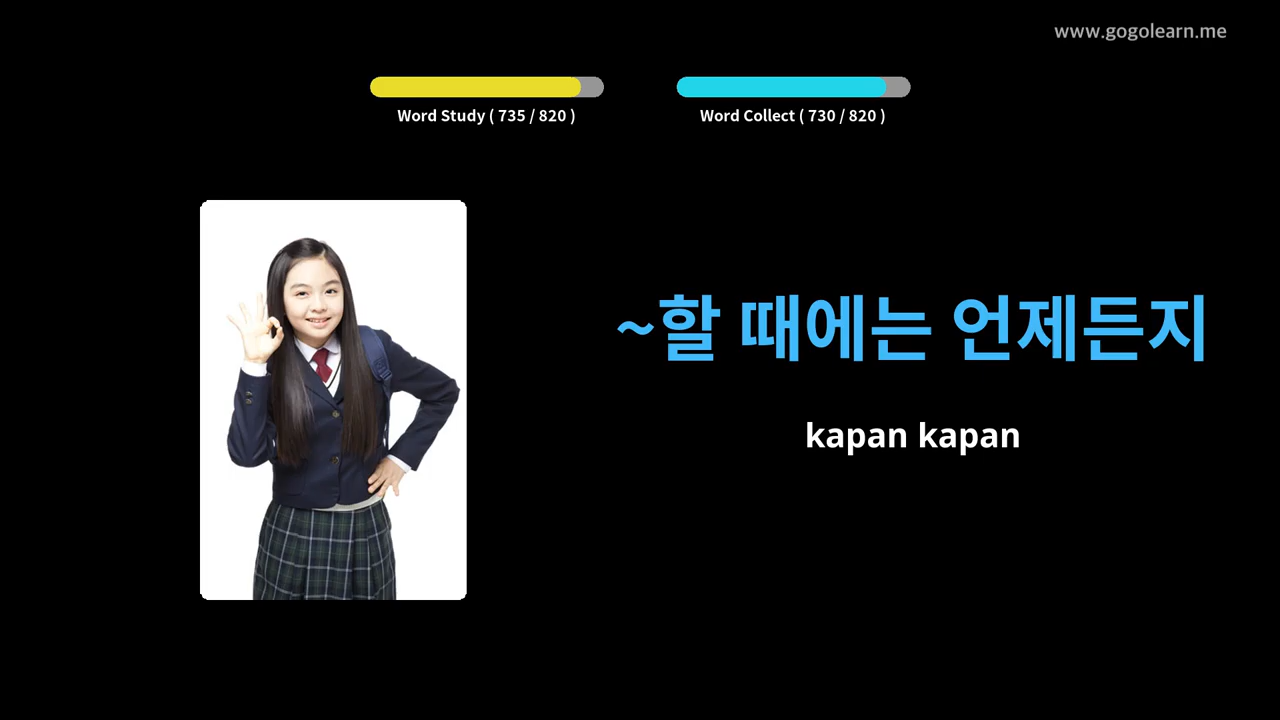 www.gogolearn.me
Word Study ( 735 / 820 )
Word Collect ( 730 / 820 )
~할 때에는 언제든지
kapan kapan